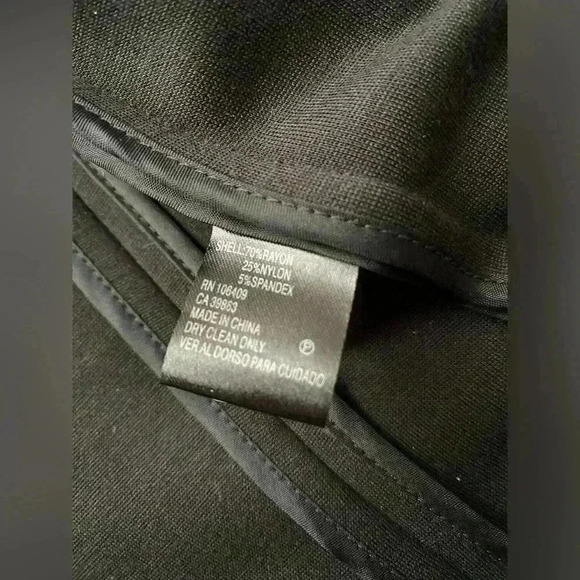 SHELL:70%RAYON
25%NYLON
5%SPANDEX
RN 106409
CA 39863
MADE IN CHINA
DRY CLEAN ONLY
VER AL DORSO PARA CUIDADO
P